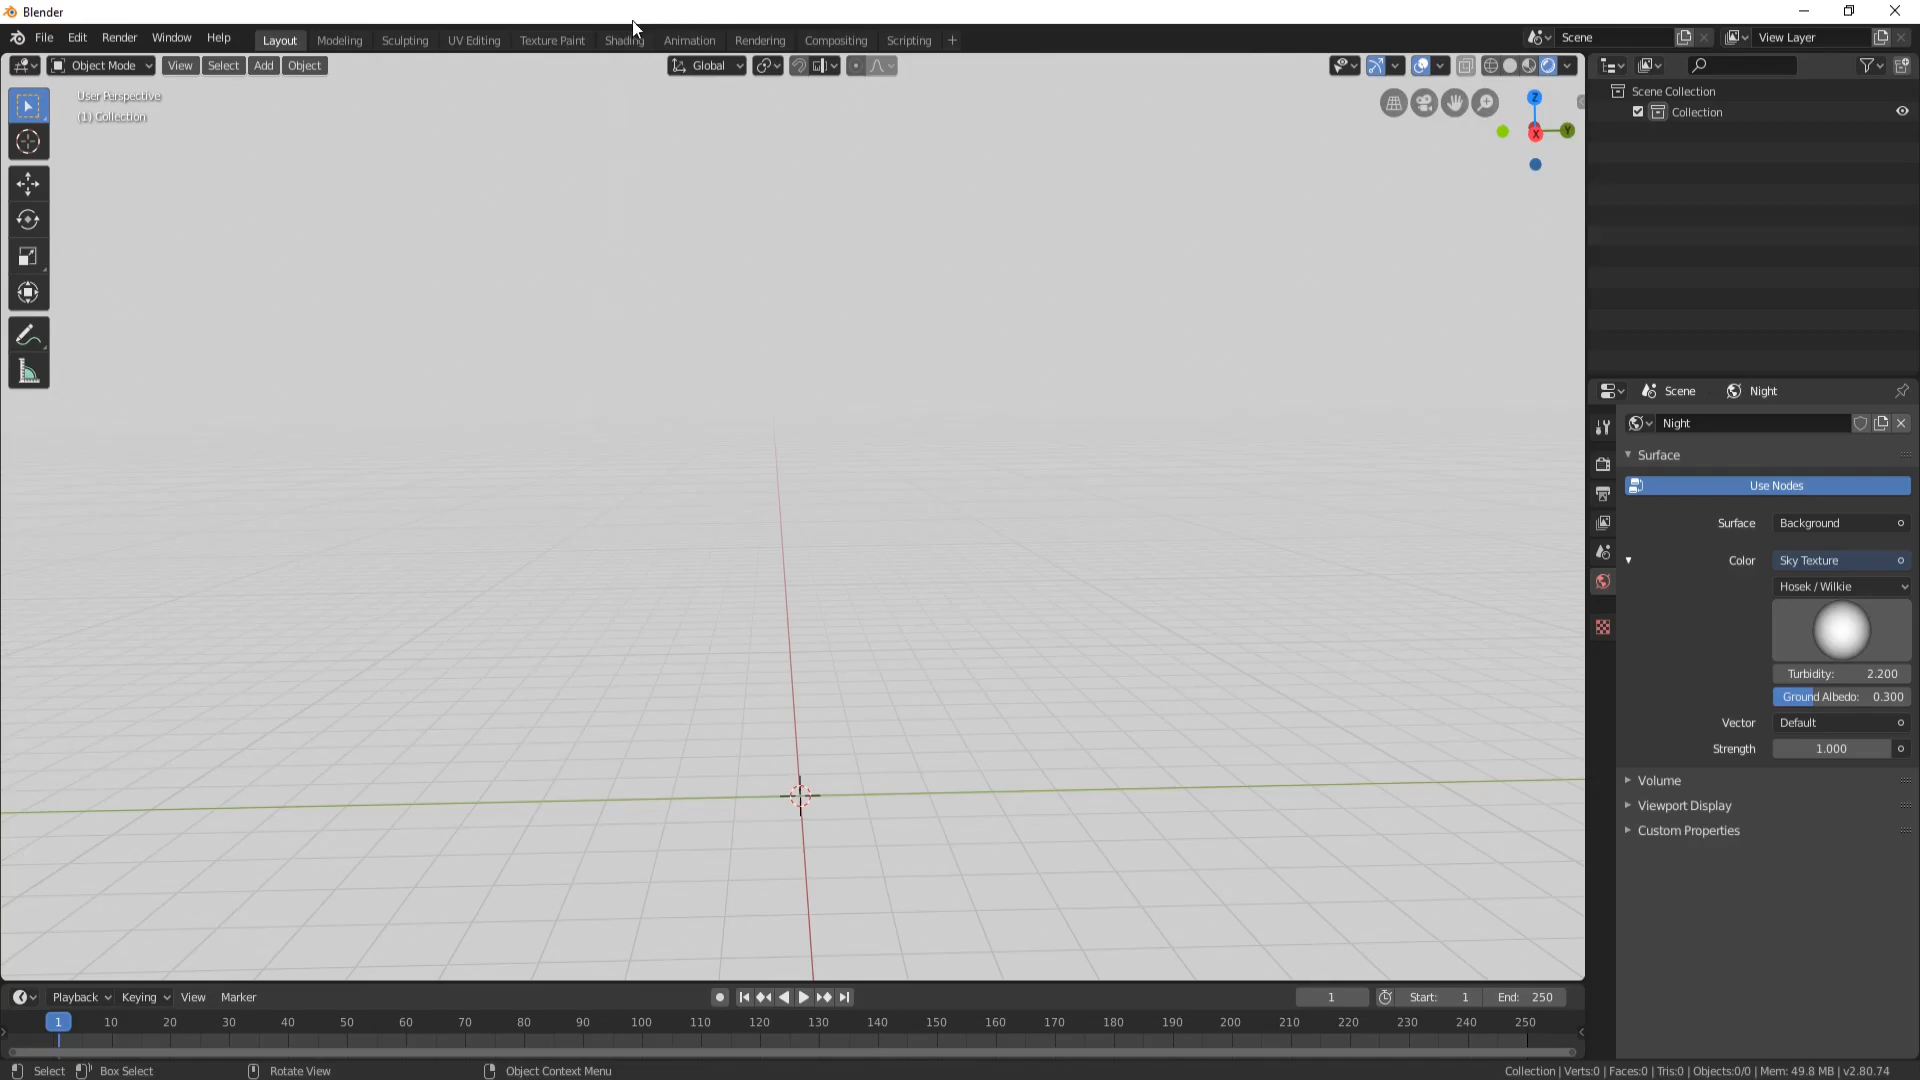 Blender
File Edit Render Window Help Layout Modeling Sculpting UV Editing Texture Paint Shading Animation Rendering Compositing Scripting + Scene View Layer
Object Mode View Select Add Object Global
User Perspective
(1) Collection
Z
Y
X
Scene Collection
Collection
Scene Night
Night
Surface
Use Nodes
Surface Background
Color Sky Texture
Hosek / Wilkie
Turbidity: 2.200
Ground Albedo: 0.300
Vector Default
Strength 1.000
Volume
Viewport Display
Custom Properties
Playback Keying View Marker 1 Start: 1 End: 250
1 10 20 30 40 50 60 70 80 90 100 110 120 130 140 150 160 170 180 190 200 210 220 230 240 250
Select Box Select Rotate View Object Context Menu Collection | Verts:0 | Faces:0 | Tris:0 | Objects:0/0 | Mem: 49.8 MB | v2.80.74